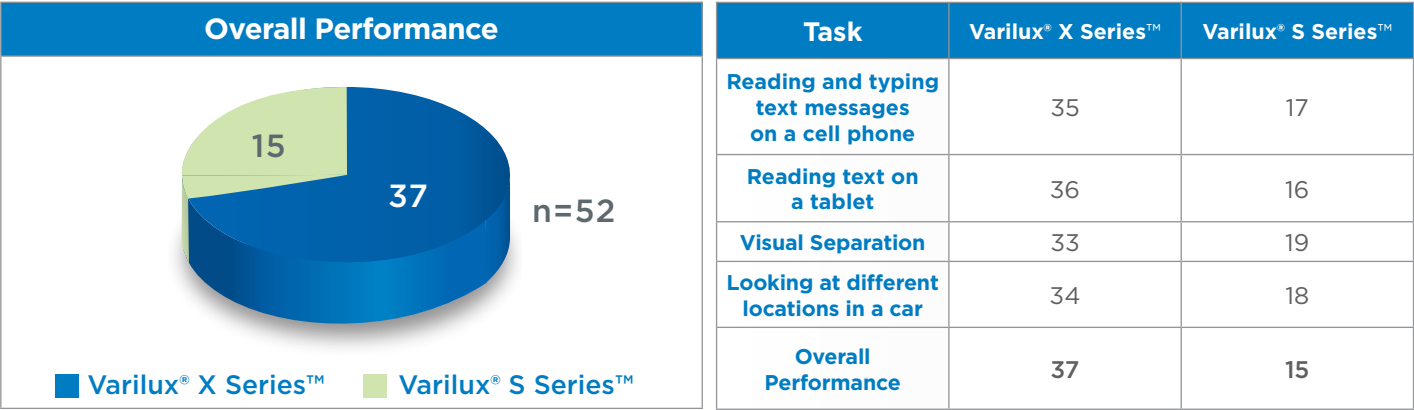 Overall Performance
15
37
n=52
Varilux® X Series™
Varilux® S Series™
Task
Varilux® X Series™
Varilux® S Series™
Reading and typing
text messages
on a cell phone
35
17
Reading text on
a tablet
36
16
Visual Separation
33
19
Looking at different
locations in a car
34
18
Overall
Performance
37
15